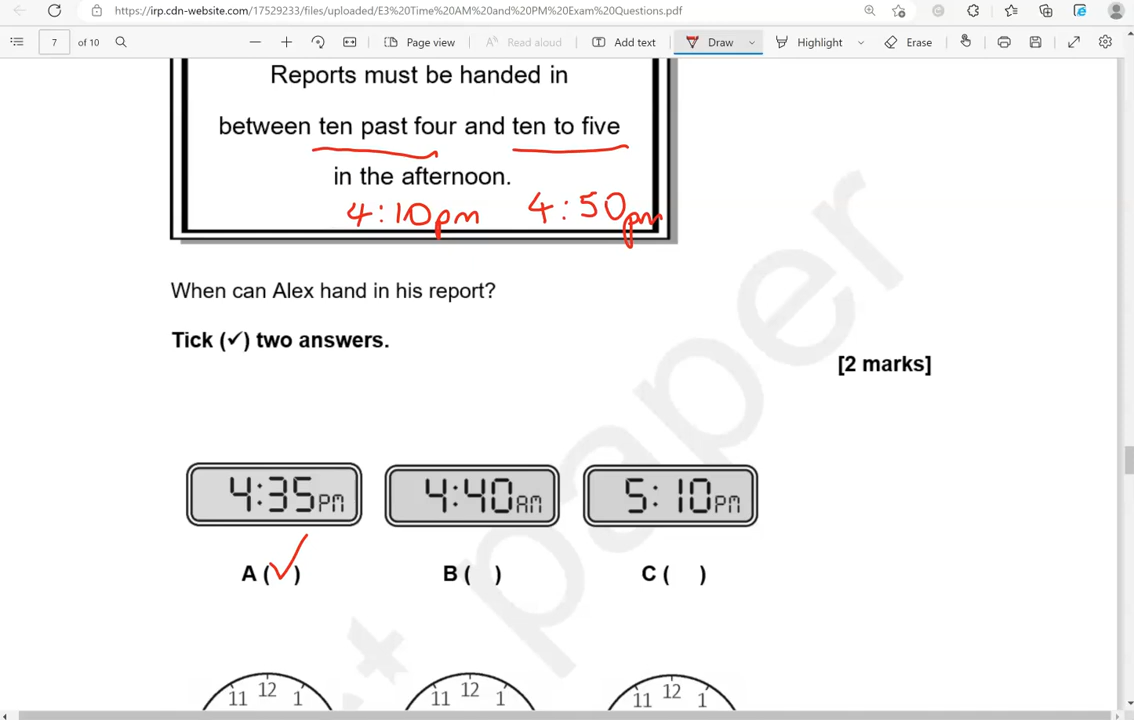 https://irp.cdn-website.com/17529233/files/uploaded/E3%20Time%20AM%20and%20PM%20Exam%20Questions.pdf
7 of 10 Page view Read aloud Add text Draw Highlight Erase
Reports must be handed in
between ten past four and ten to five
in the afternoon.
4:10pm 4:50pm
When can Alex hand in his report?
Tick (✓) two answers.
[2 marks]
4:35PM 4:40AM 5:10PM
A (✓) B ( ) C ( )
11 12 1 11 12 1 11 12 1
paper